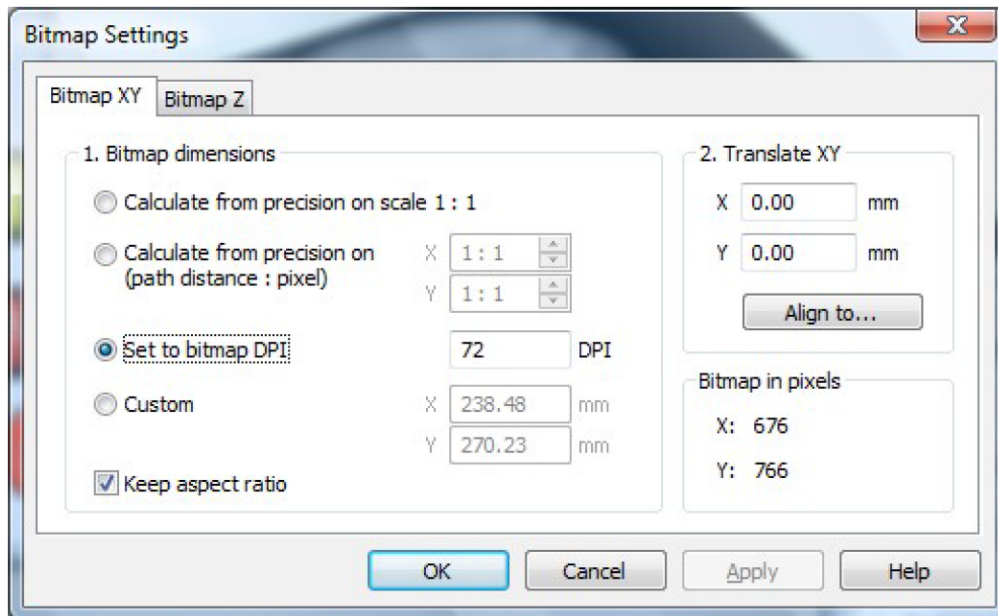 Bitmap Settings
Bitmap XY
Bitmap Z
1. Bitmap dimensions
Calculate from precision on scale 1 : 1
Calculate from precision on
(path distance : pixel)
X 1 : 1
Y 1 : 1
Set to bitmap DPI 72 DPI
Custom X 238.48 mm
Y 270.23 mm
Keep aspect ratio
2. Translate XY
X 0.00 mm
Y 0.00 mm
Align to...
Bitmap in pixels
X: 676
Y: 766
OK
Cancel
Apply
Help